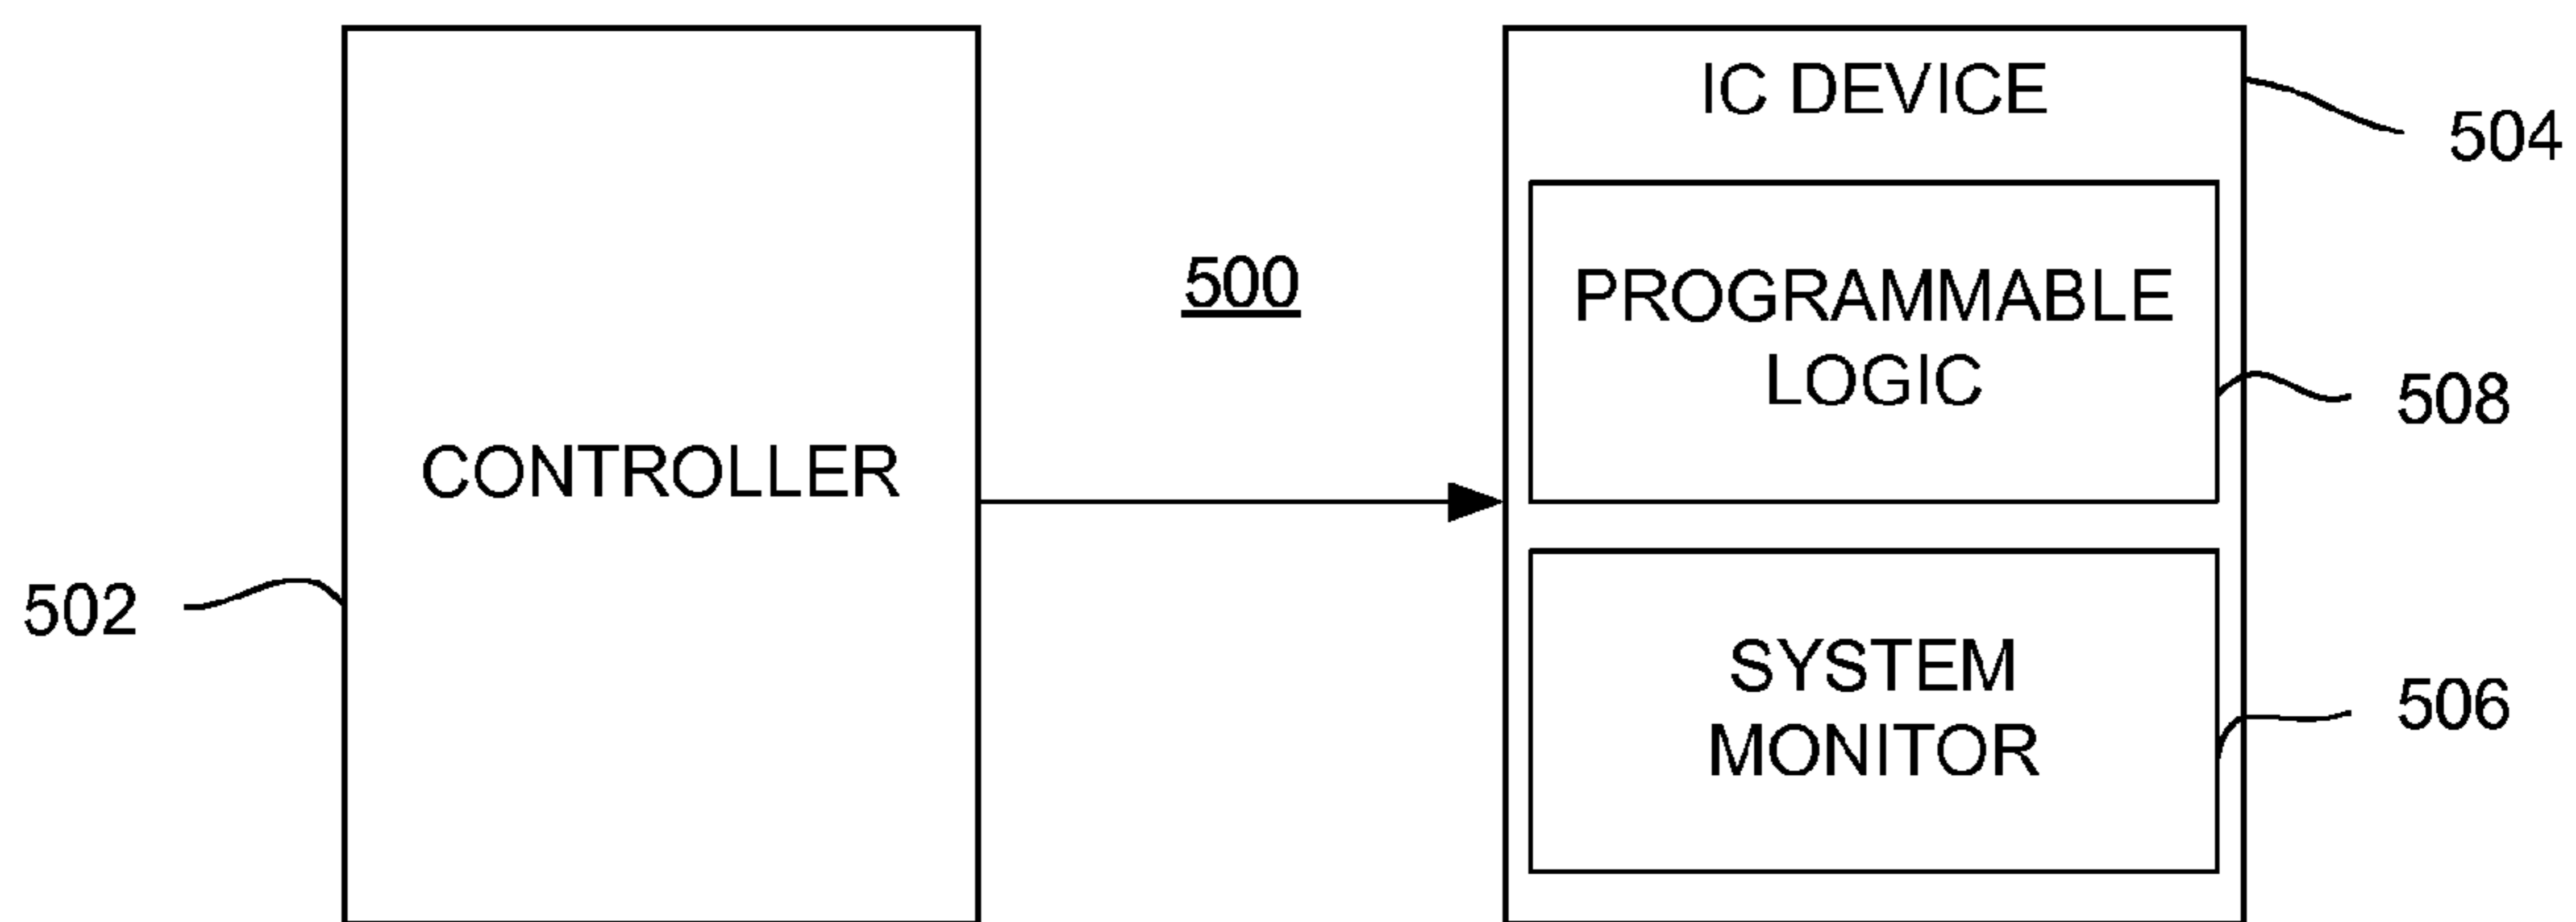 IC DEVICE
504
500
PROGRAMMABLE
LOGIC
508
CONTROLLER
502
SYSTEM
MONITOR
506